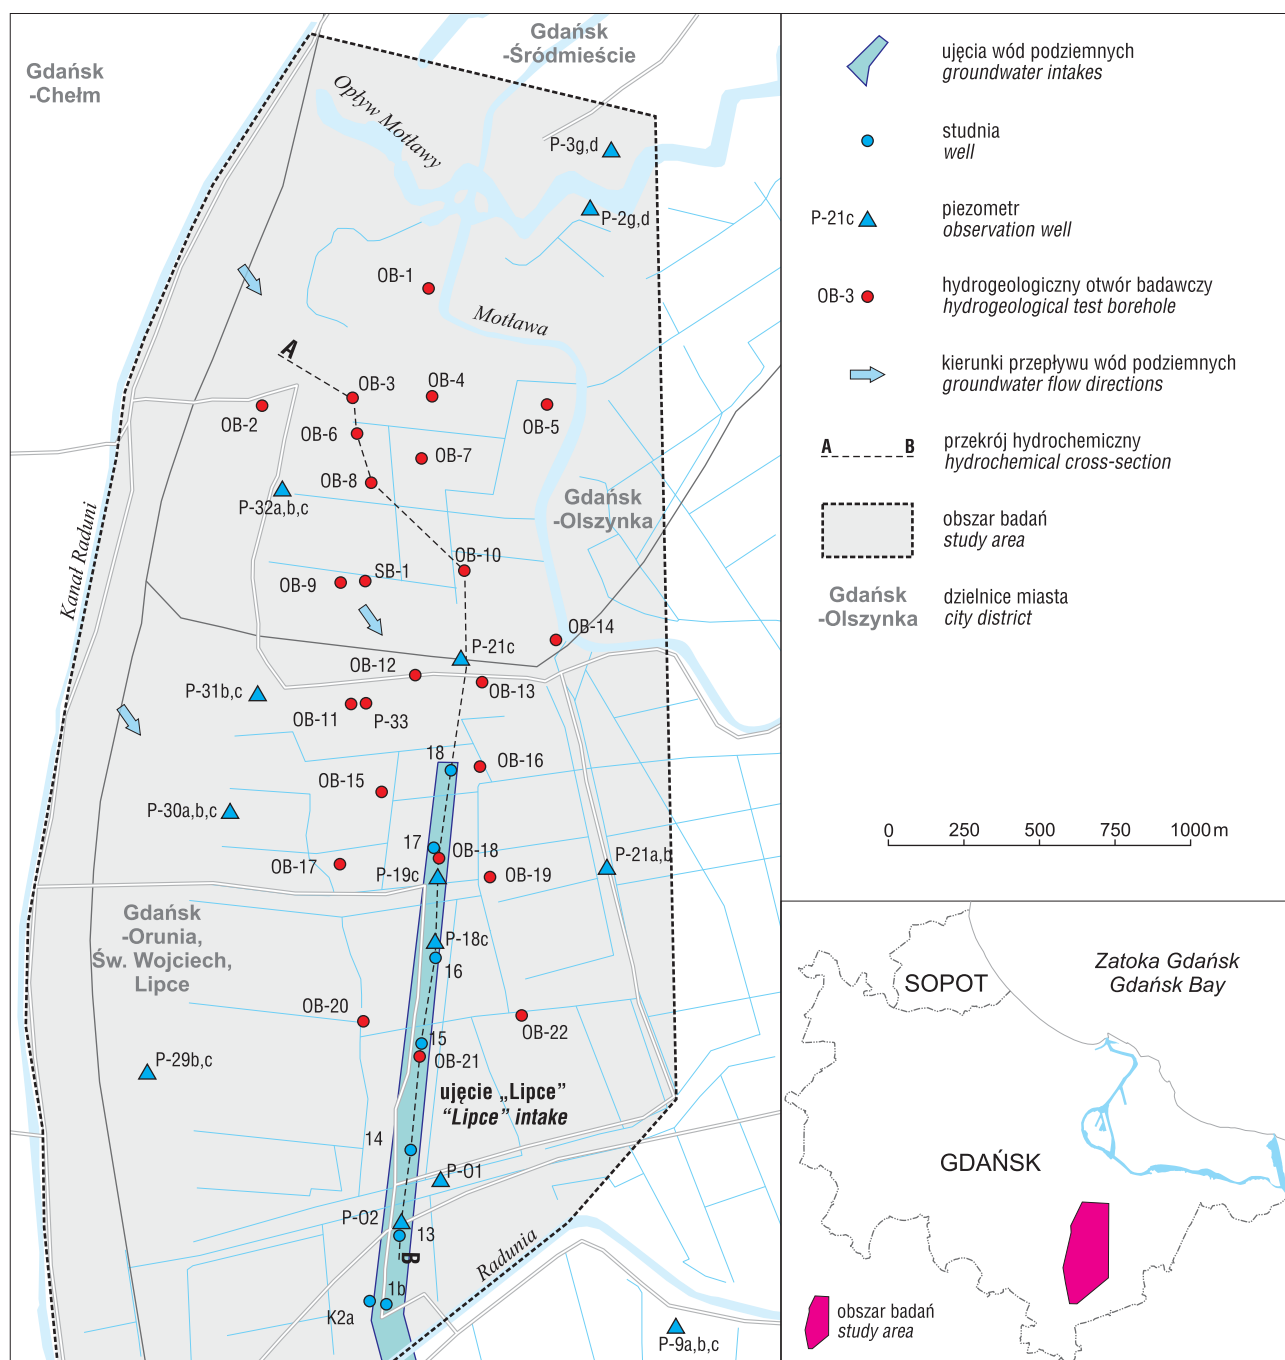 Gdańsk
-Chełm
Gdańsk
-Śródmieście
Opływ Motławy
P-3g,d
P-2g,d
OB-1
Motława
A
OB-3
OB-4
OB-2
OB-5
OB-6
OB-7
OB-8
P-32a,b,c
Gdańsk
-Olszynka
Kanał Raduni
OB-10
OB-9
SB-1
OB-14
P-21c
OB-12
P-31b,c
OB-13
OB-11
P-33
18
OB-16
OB-15
P-30a,b,c
17
OB-18
OB-17
P-19c
OB-19
P-21a,b
Gdańsk
-Orunia,
Św. Wojciech,
Lipce
P-18c
16
OB-20
OB-22
15
OB-21
P-29b,c
ujęcie „Lipce”
“Lipce” intake
14
P-O1
P-O2
13
B
Radunia
1b
K2a
P-9a,b,c
ujęcia wód podziemnych
groundwater intakes
studnia
well
P-21c
piezometr
observation well
OB-3
hydrogeologiczny otwór badawczy
hydrogeological test borehole
kierunki przepływu wód podziemnych
groundwater flow directions
A B
przekrój hydrochemiczny
hydrochemical cross-section
obszar badań
study area
Gdańsk
-Olszynka
dzielnice miasta
city district
0 250 500 750 1000 m
SOPOT
Zatoka Gdańsk
Gdańsk Bay
GDAŃSK
obszar badań
study area